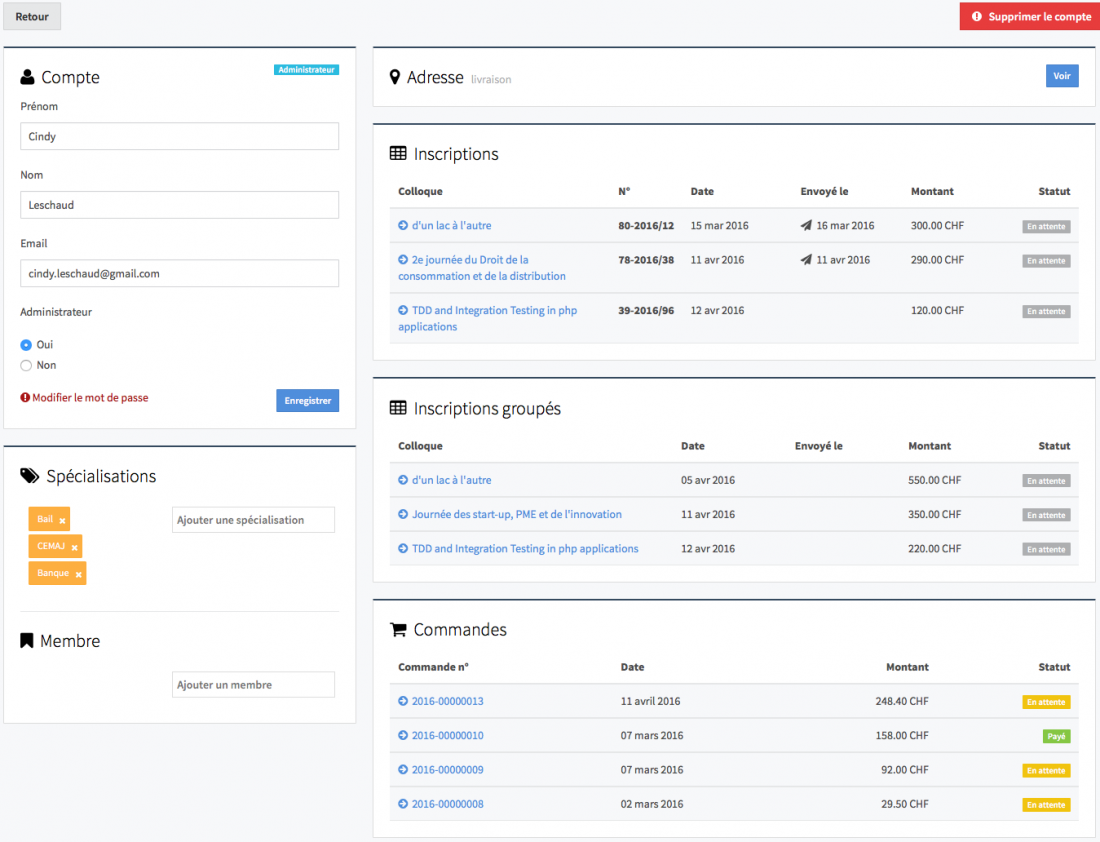 Retour
Supprimer le compte
Compte
Administrateur
Prénom
Cindy
Nom
Leschaud
Email
cindy.leschaud@gmail.com
Administrateur
Oui
Non
Modifier le mot de passe
Enregistrer
Spécialisations
Bail x
Ajouter une spécialisation
CEMAJ x
Banque x
Membre
Ajouter un membre
Adresse livraison
Voir
Inscriptions
Colloque N° Date Envoyé le Montant Statut
d'un lac à l'autre 80-2016/12 15 mar 2016 16 mar 2016 300.00 CHF En attente
2e journée du Droit de la 78-2016/38 11 avr 2016 11 avr 2016 290.00 CHF En attente
consommation et de la distribution
TDD and Integration Testing in php 39-2016/96 12 avr 2016 120.00 CHF En attente
applications
Inscriptions groupés
Colloque Date Envoyé le Montant Statut
d'un lac à l'autre 05 avr 2016 550.00 CHF En attente
Journée des start-up, PME et de l'innovation 11 avr 2016 350.00 CHF En attente
TDD and Integration Testing in php applications 12 avr 2016 220.00 CHF En attente
Commandes
Commande n° Date Montant Statut
2016-00000013 11 avril 2016 248.40 CHF En attente
2016-00000010 07 mars 2016 158.00 CHF Payé
2016-00000009 07 mars 2016 92.00 CHF En attente
2016-00000008 02 mars 2016 29.50 CHF En attente